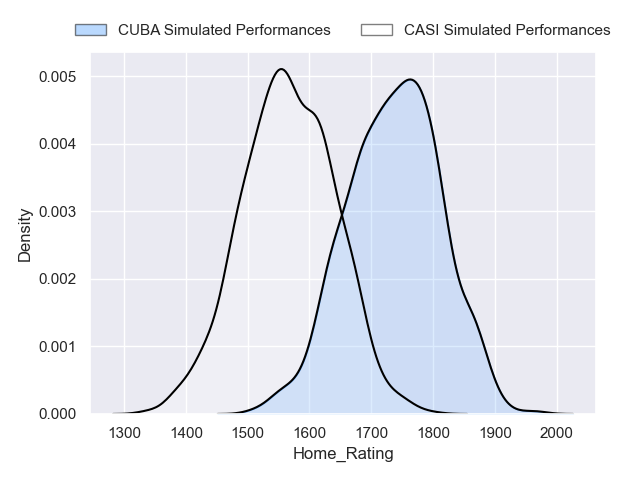 CUBA Simulated Performances CASI Simulated Performances
0.005
0.004
0.003
0.002
0.001
0.000
Density
1300 1400 1500 1600 1700 1800 1900 2000
Home_Rating